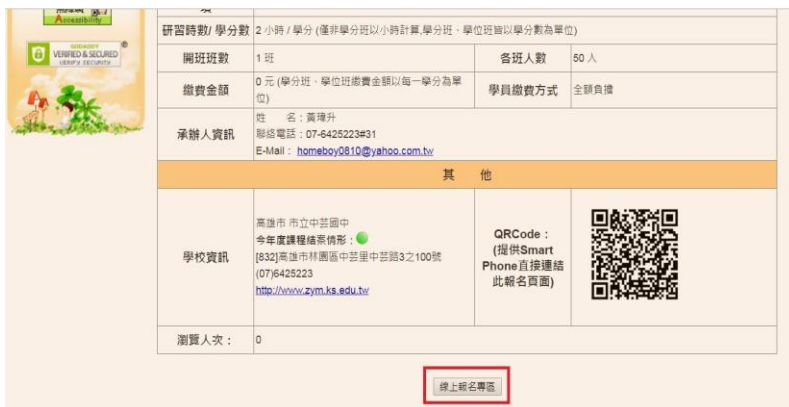 Accessibility
GODADDY
VERIFIED & SECURED
VERIFY SECURITY
項
研習時數/ 學分數 2 小時 / 學分 (僅非學分班以小時計算,學分班、學位班皆以學分數為單位)
開班班數 1 班 各班人數 50 人
繳費金額 0 元 (學分班、學位班繳費金額以每一學分為單位) 學員繳費方式 全額負擔
承辦人資訊
姓 名：黃瑋升
聯絡電話：07-6425223#31
E-Mail： homeboy0810@yahoo.com.tw
其 他
學校資訊
高雄市 市立中芸國中
今年度課程結案情形：
[832]高雄市林園區中芸里中芸路3之100號
(07)6425223
http://www.zym.ks.edu.tw
QRCode：
(提供Smart
Phone直接連結
此報名頁面)
瀏覽人次： 0
線上報名專區